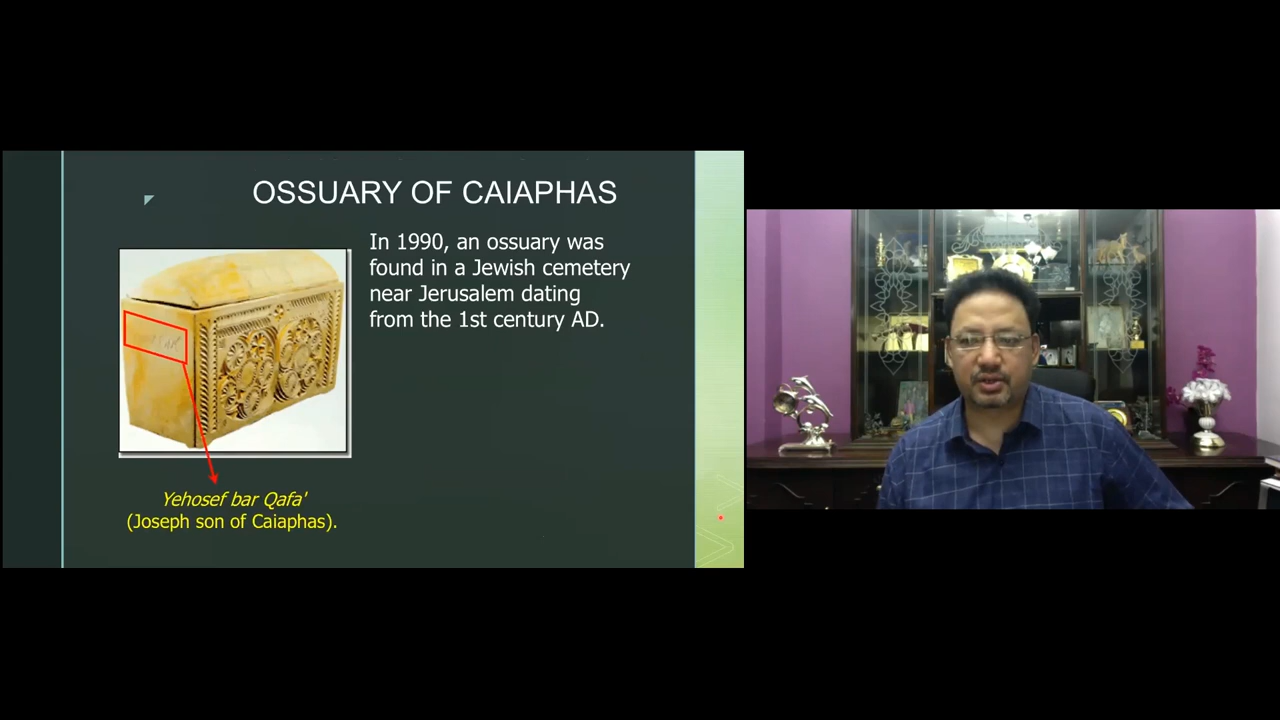 OSSUARY OF CAIAPHAS
In 1990, an ossuary was
found in a Jewish cemetery
near Jerusalem dating
from the 1st century AD.
Yehosef bar Qafa'
(Joseph son of Caiaphas).